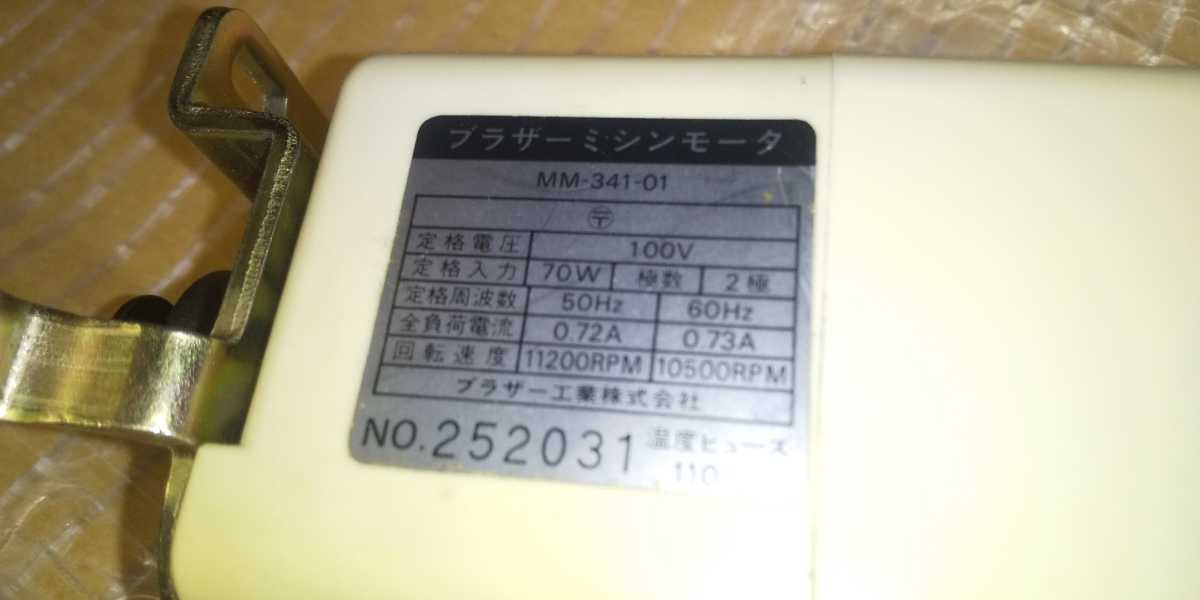 ブラザーミシンモータ
MM-341-01
〶
定格電圧 100V
定格入力 70W 極数 2極
定格周波数 50Hz 60Hz
全負荷電流 0.72A 0.73A
回転速度 11200RPM 10500RPM
ブラザー工業株式会社
NO.252031 温度ヒューズ
110